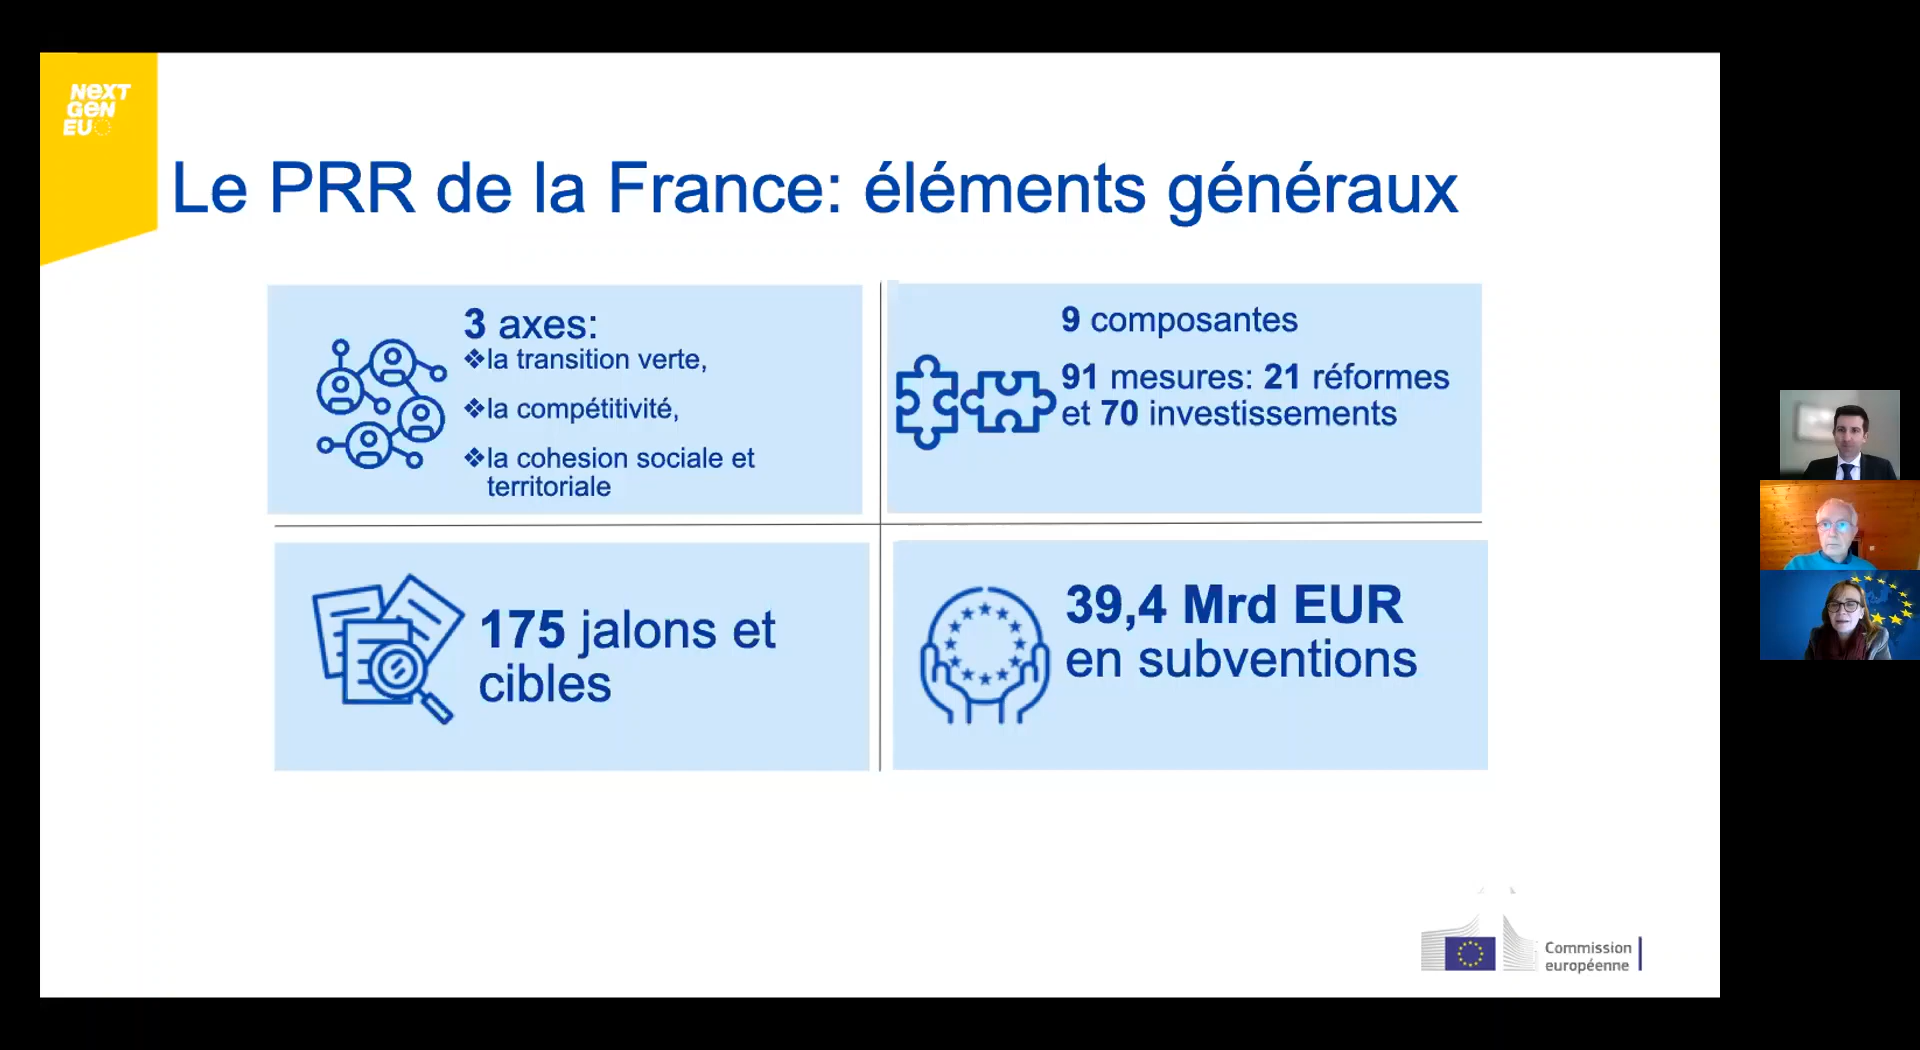 NEXT
GEN
EU
Le PRR de la France: éléments généraux
3 axes:
❖la transition verte,
❖la compétitivité,
❖la cohesion sociale et
territoriale
9 composantes
91 mesures: 21 réformes
et 70 investissements
175 jalons et
cibles
39,4 Mrd EUR
en subventions
Commission
européenne